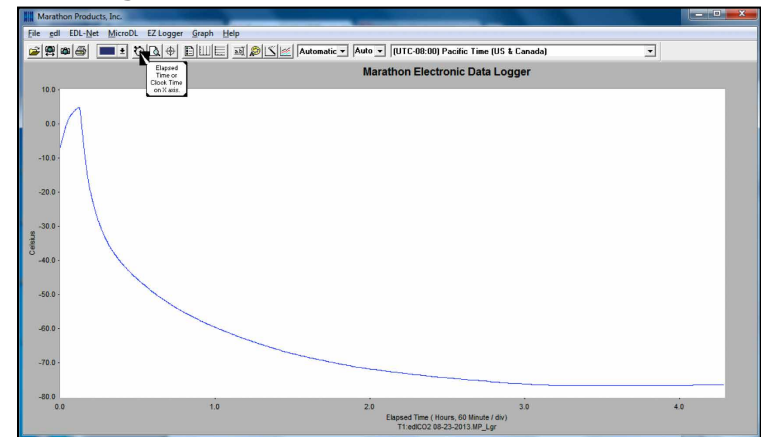 Marathon Products, Inc.
File edl EDL-Net MicroDL EZ Logger Graph Help
Automatic Auto (UTC-08:00) Pacific Time (US & Canada)
Elapsed
Time or
Clock Time
on X axis.
Marathon Electronic Data Logger
10.0
0.0
-10.0
-20.0
-30.0
Celsius
-40.0
-50.0
-60.0
-70.0
-80.0
0.0 1.0 2.0 3.0 4.0
Elapsed Time ( Hours, 60 Minute / div)
T1:edlCO2 08-23-2013.MP_Lgr